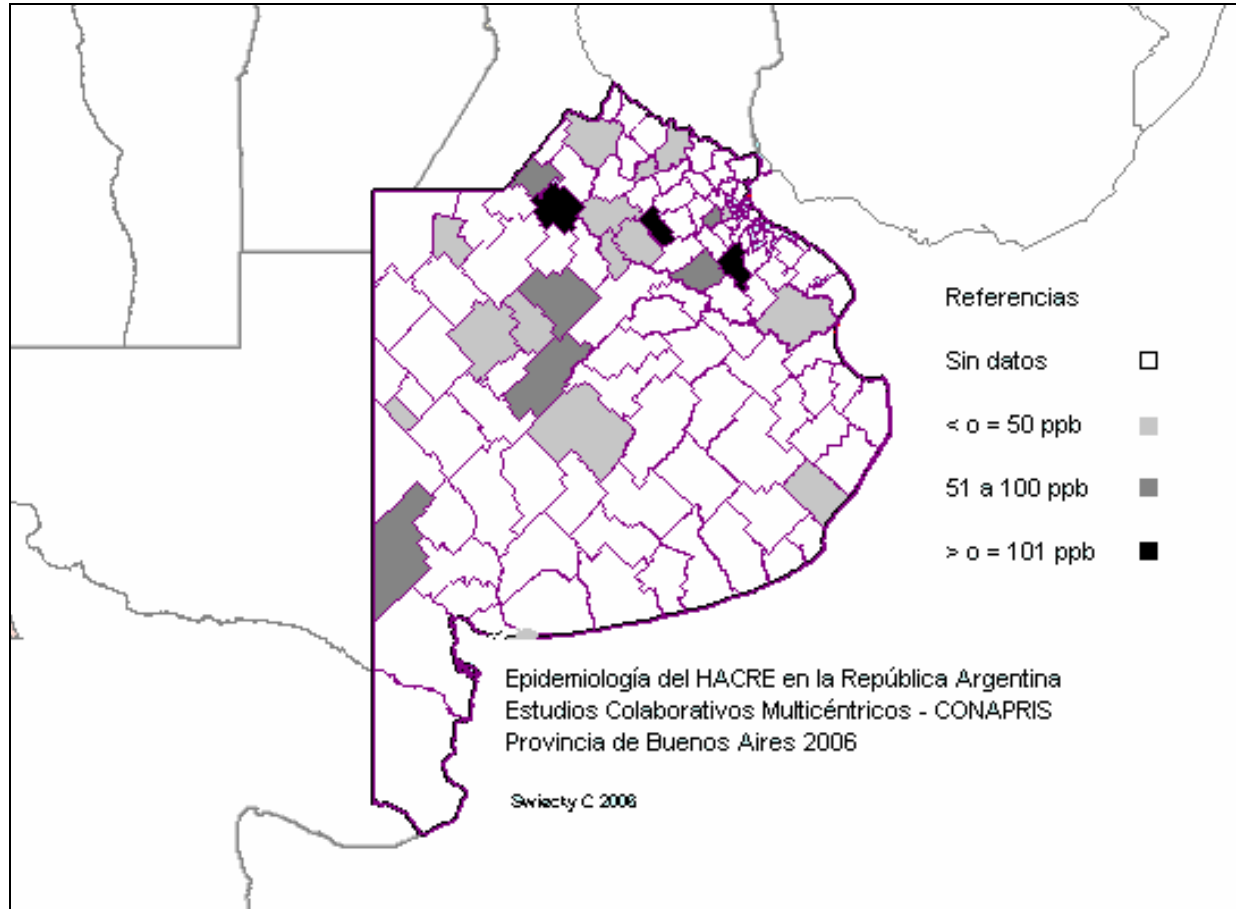 Referencias
Sin datos
< o = 50 ppb
51 a 100 ppb
> o = 101 ppb
Epidemiología del HACRE en la República Argentina
Estudios Colaborativos Multicéntricos - CONAPRIS
Provincia de Buenos Aires 2006
Swiecty C 2006